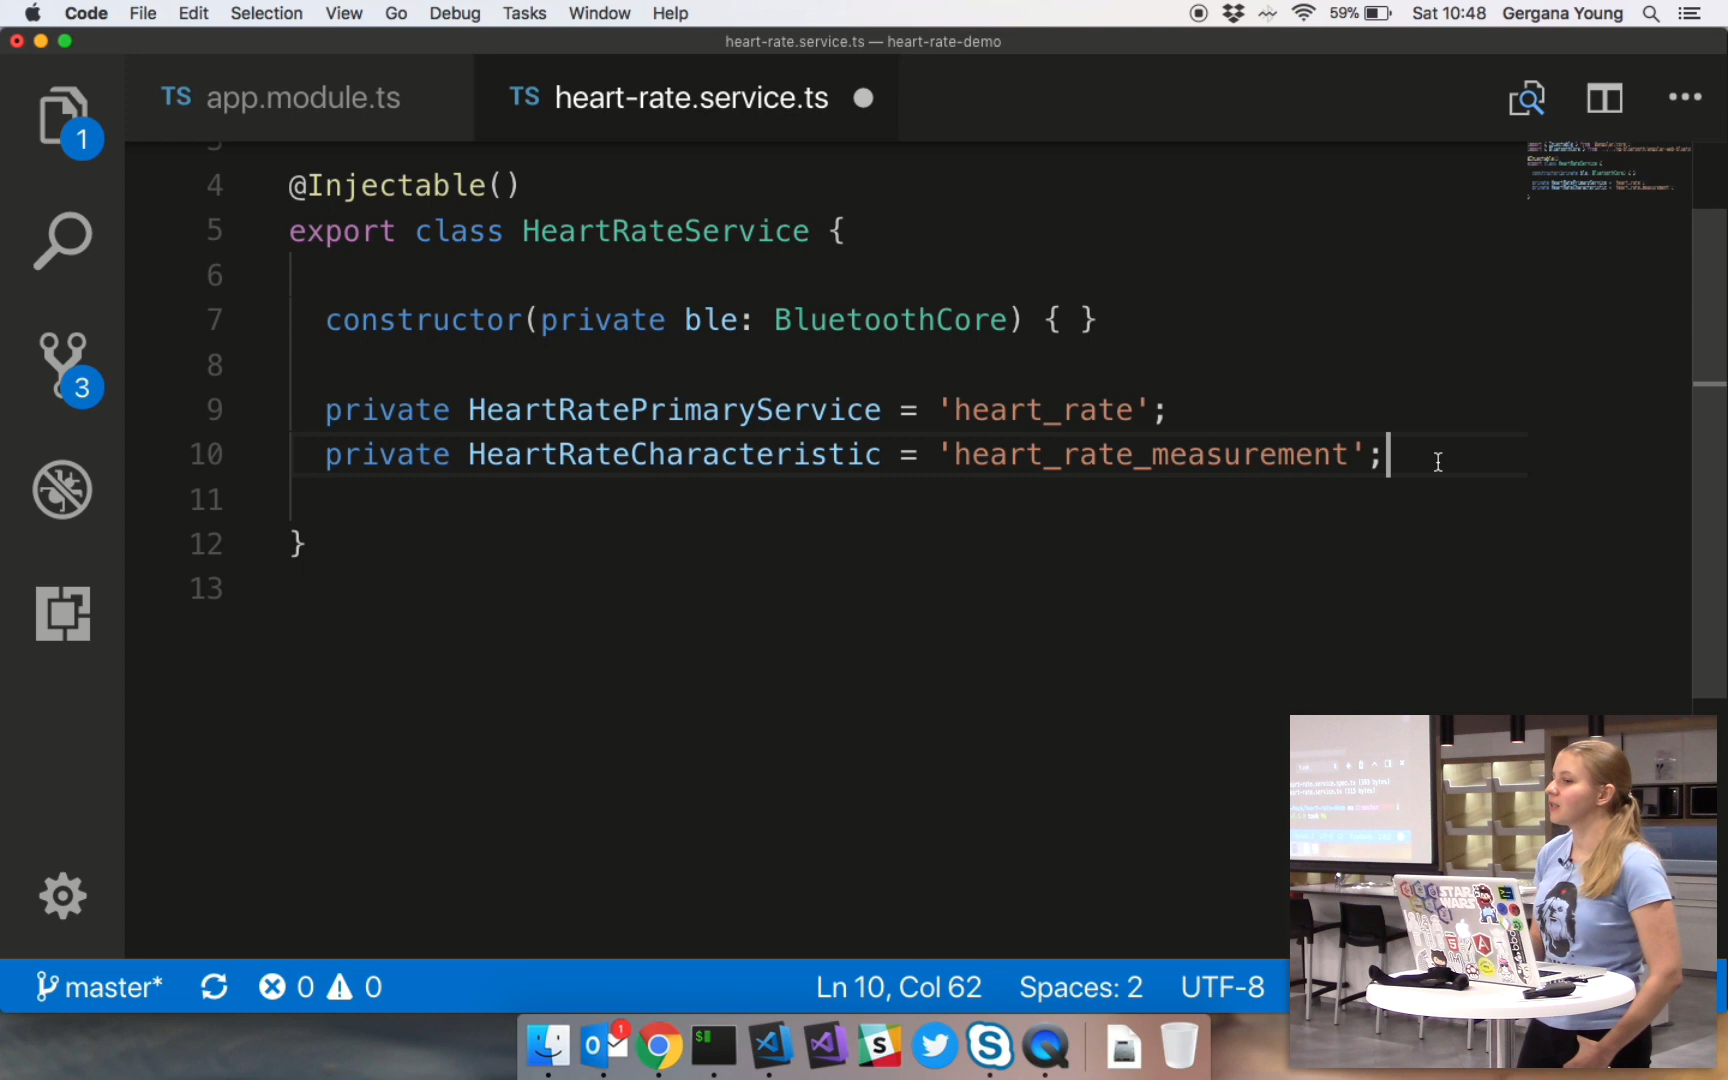 Code File Edit Selection View Go Debug Tasks Window Help 59% Sat 10:48 Gergana Young
heart-rate.service.ts — heart-rate-demo
TS app.module.ts TS heart-rate.service.ts
1
4 @Injectable()
5 export class HeartRateService {
6
7 constructor(private ble: BluetoothCore) { }
8
9 private HeartRatePrimaryService = 'heart_rate';
10 private HeartRateCharacteristic = 'heart_rate_measurement';
11
12 }
13
3
master* 0 0 Ln 10, Col 62 Spaces: 2 UTF-8
STAR
WARS
1